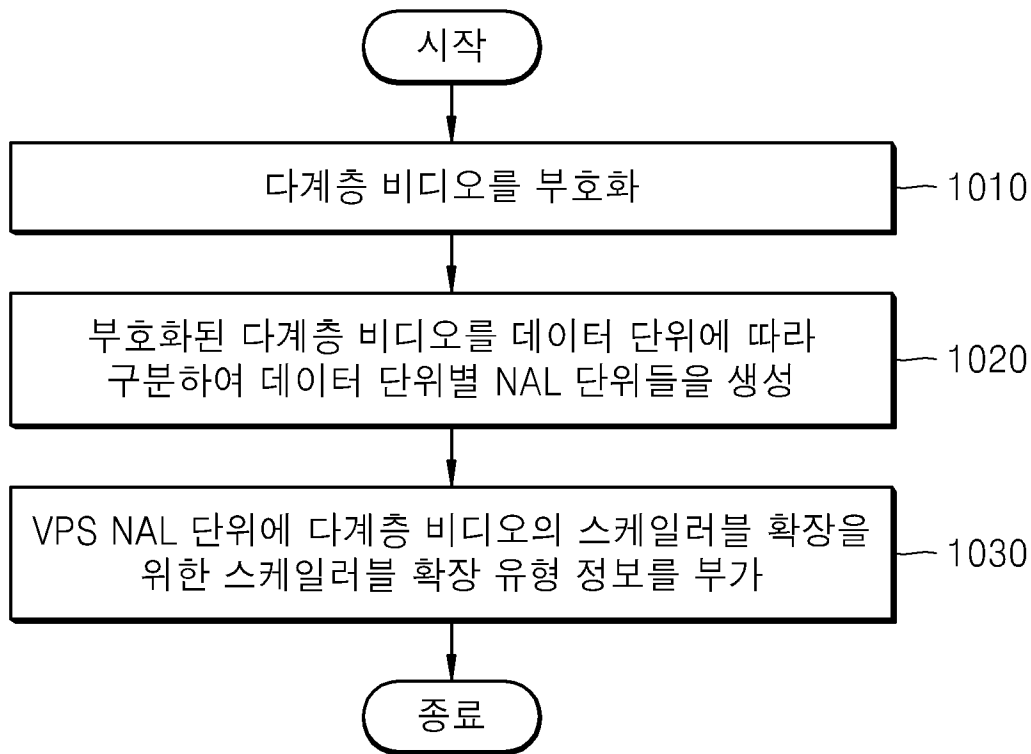 시작
다계층 비디오를 부호화
1010
부호화된 다계층 비디오를 데이터 단위에 따라
구분하여 데이터 단위별 NAL 단위들을 생성
1020
VPS NAL 단위에 다계층 비디오의 스케일러블 확장을
위한 스케일러블 확장 유형 정보를 부가
1030
종료